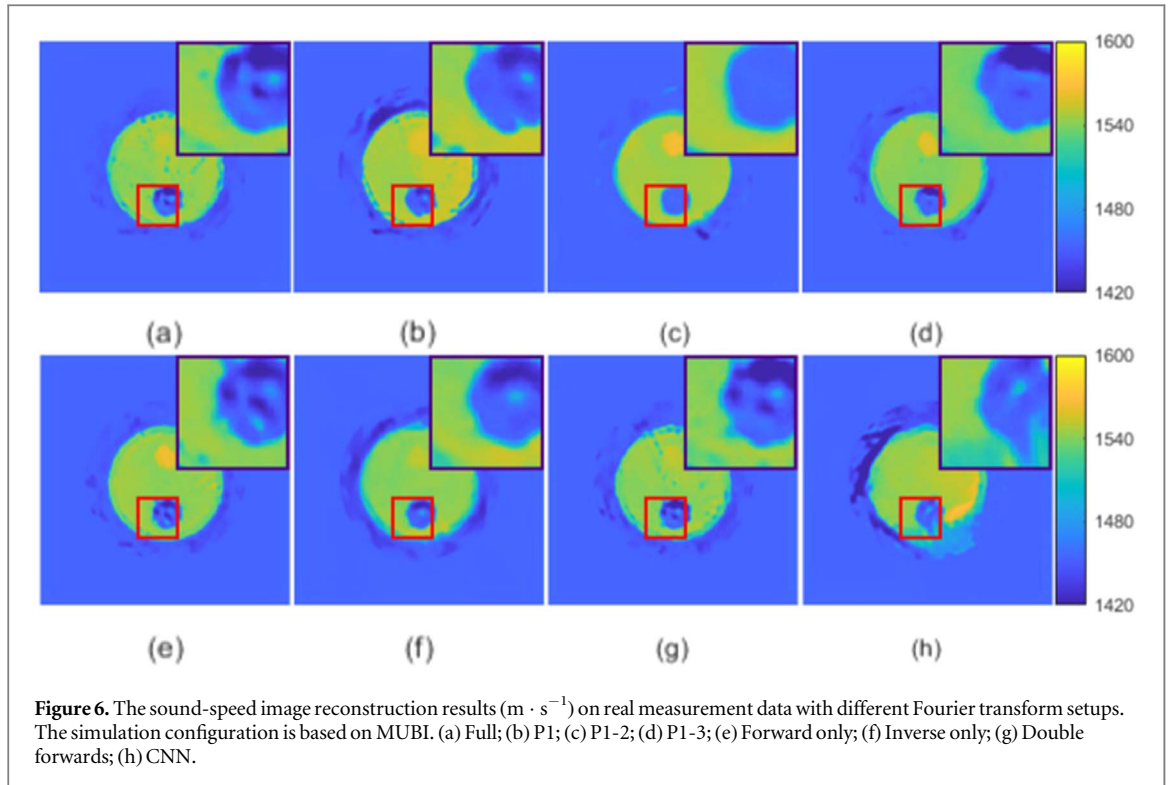 1600
1540
1480
1420
(a) (b) (c) (d)
1600
1540
1480
1420
(e) (f) (g) (h)
Figure 6. The sound-speed image reconstruction results (m · s⁻¹) on real measurement data with different Fourier transform setups.
The simulation configuration is based on MUBI. (a) Full; (b) P1; (c) P1-2; (d) P1-3; (e) Forward only; (f) Inverse only; (g) Double
forwards; (h) CNN.